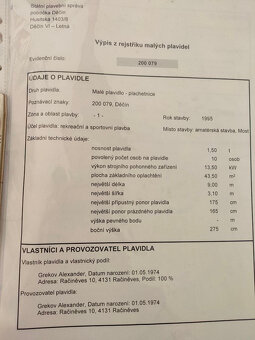 Státní plavební správa
pobočka Děčín
Husitská 1403/8
Děčín VI – Letná
Výpis z rejstříku malých plavidel
Evidenční číslo: 200 079
ÚDAJE O PLAVIDLE
Druh plavidla: Malé plavidlo - plachetnice
Poznávací znaky: 200 079, Děčín
Zóna a oblast plavby: - 1 - Rok stavby: 1995
Účel plavidla: rekreační a sportovní plavba Místo stavby: amatérská stavba, Most
Základní technické údaje:
nosnost plavidla 1,50 t
povolený počet osob na plavidle 10 osob
výkon strojního pohonného zařízení 13,50 kW
plocha základního oplachtění 43,50 m²
největší délka 9,00 m
největší šířka 3,10 m
největší přípustný ponor plavidla 175 cm
největší ponor prázdného plavidla 165 cm
výška pevného bodu - m
boční výška 275 cm
VLASTNÍCI A PROVOZOVATEL PLAVIDLA
Vlastník plavidla a vlastnický podíl:
Grekov Alexander, Datum narození: 01.05.1974
Adresa: Račiněves 10, 4131 Račiněves, Podíl: 100 %
Provozovatel plavidla:
Grekov Alexander, Datum narození: 01.05.1974
Adresa: Račiněves 10, 4131 Račiněves